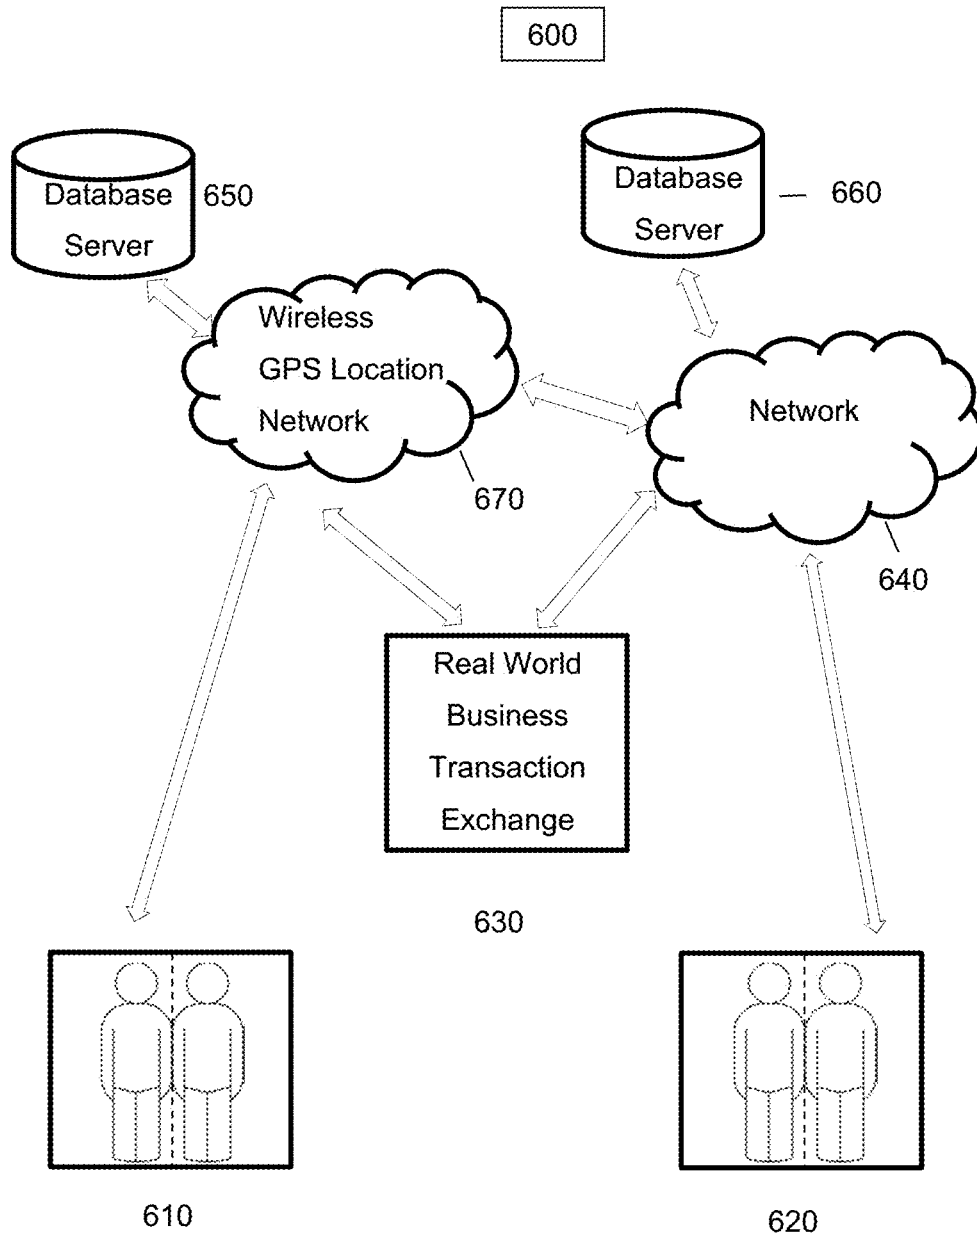 600
Database
Server
650
Database
Server
660
Wireless
GPS Location
Network
670
Network
640
Real World
Business
Transaction
Exchange
630
610
620